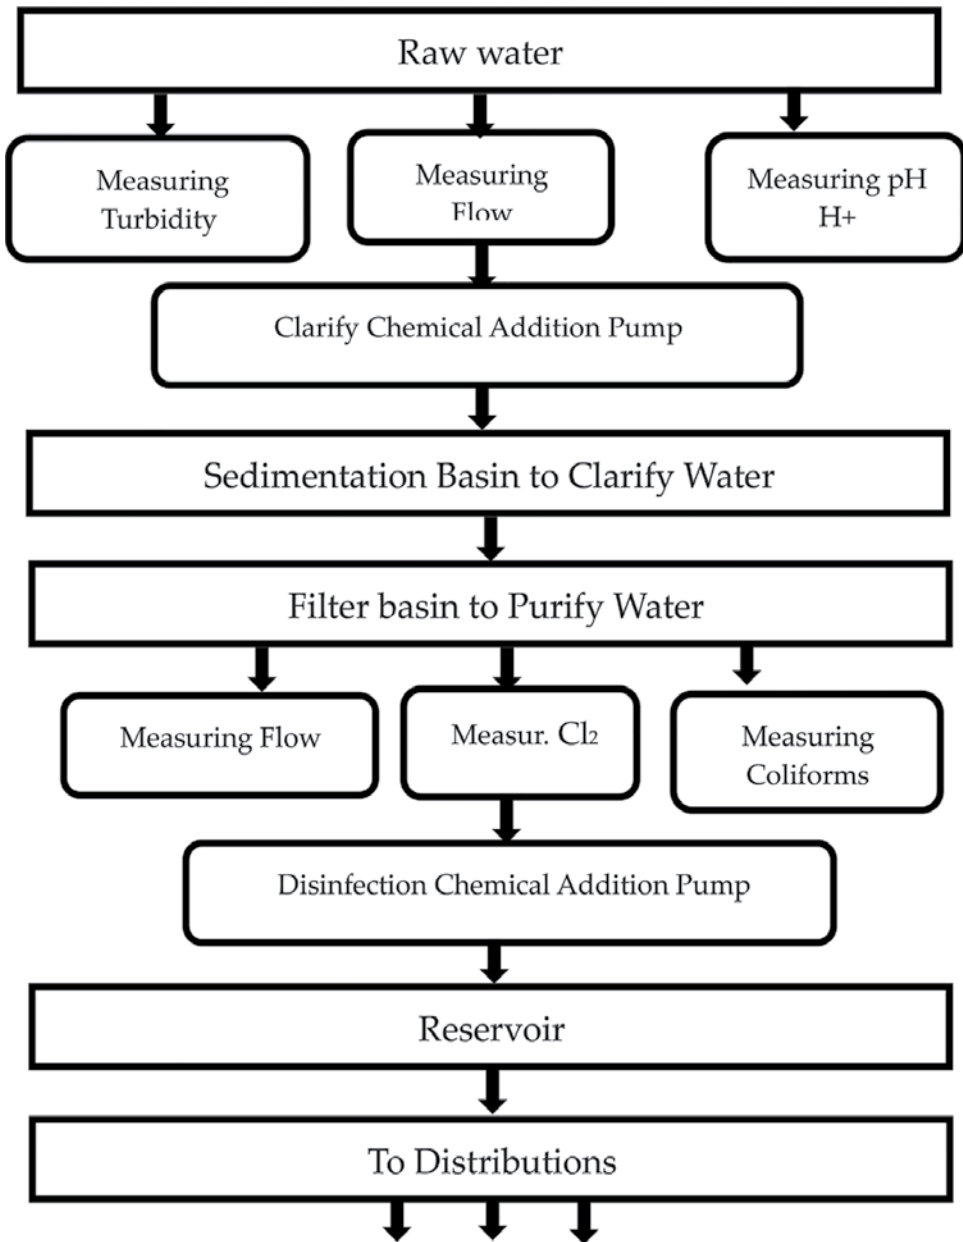 Raw water
Measuring
Turbidity
Measuring
Flow
Measuring pH
H+
Clarify Chemical Addition Pump
Sedimentation Basin to Clarify Water
Filter basin to Purify Water
Measuring Flow
Measur. Cl₂
Measuring
Coliforms
Disinfection Chemical Addition Pump
Reservoir
To Distributions